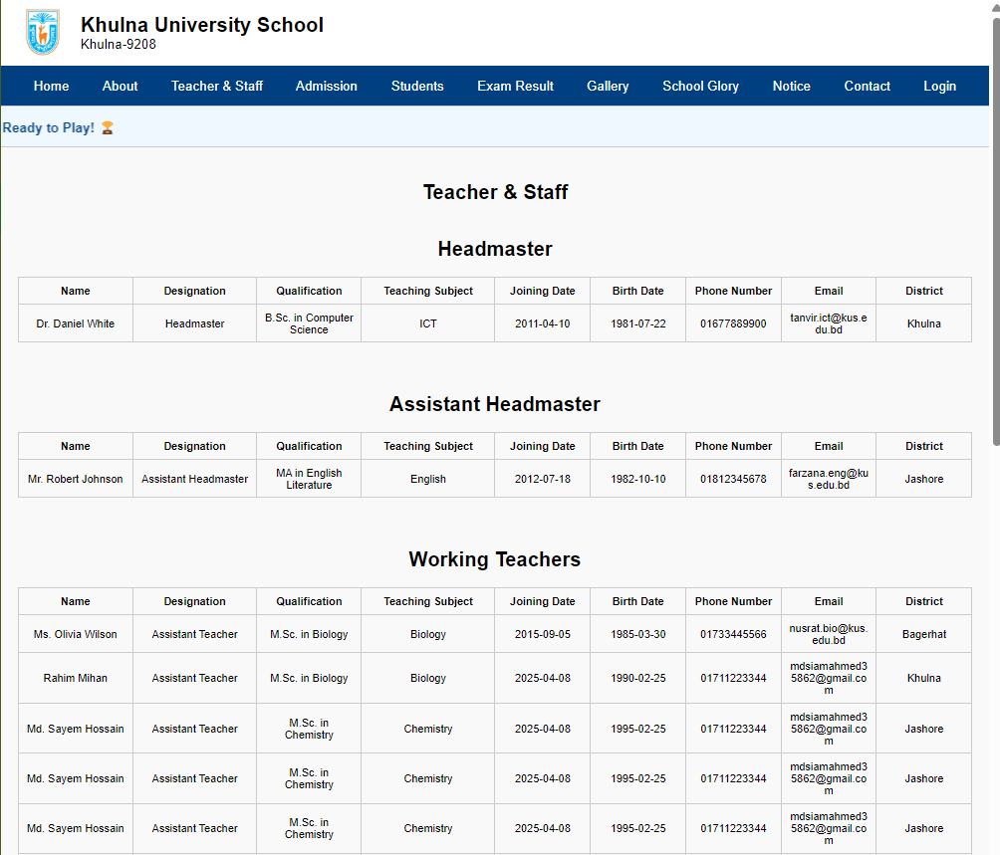 Khulna University School
Khulna-9208
Home About Teacher & Staff Admission Students Exam Result Gallery School Glory Notice Contact Login
Ready to Play! 🏆
Teacher & Staff
Headmaster
Name Designation Qualification Teaching Subject Joining Date Birth Date Phone Number Email District
Dr. Daniel White Headmaster B.Sc. in Computer Science ICT 2011-04-10 1981-07-22 01677889900 tanvir.ict@kus.edu.bd Khulna
Assistant Headmaster
Name Designation Qualification Teaching Subject Joining Date Birth Date Phone Number Email District
Mr. Robert Johnson Assistant Headmaster MA in English Literature English 2012-07-18 1982-10-10 01812345678 farzana.eng@kus.edu.bd Jashore
Working Teachers
Name Designation Qualification Teaching Subject Joining Date Birth Date Phone Number Email District
Ms. Olivia Wilson Assistant Teacher M.Sc. in Biology Biology 2015-09-05 1985-03-30 01733445566 nusrat.bio@kus.edu.bd Bagerhat
Rahim Mihan Assistant Teacher M.Sc. in Biology Biology 2025-04-08 1990-02-25 01711223344 mdsiamahmed35862@gmail.com Khulna
Md. Sayem Hossain Assistant Teacher M.Sc. in Chemistry Chemistry 2025-04-08 1995-02-25 01711223344 mdsiamahmed35862@gmail.com Jashore
Md. Sayem Hossain Assistant Teacher M.Sc. in Chemistry Chemistry 2025-04-08 1995-02-25 01711223344 mdsiamahmed35862@gmail.com Jashore
Md. Sayem Hossain Assistant Teacher M.Sc. in Chemistry Chemistry 2025-04-08 1995-02-25 01711223344 mdsiamahmed35862@gmail.com Jashore